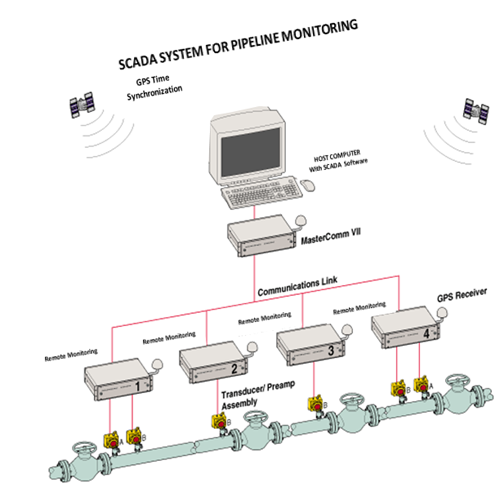 SCADA SYSTEM FOR PIPELINE MONITORING
GPS Time
Synchronization
HOST COMPUTER
With SCADA Software
MasterComm VII
Communications Link
GPS Receiver
Remote Monitoring
Remote Monitoring
Remote Monitoring
Remote Monitoring
1
2
3
4
Transducer/ Preamp
Assembly
A
B
B
B
B
A